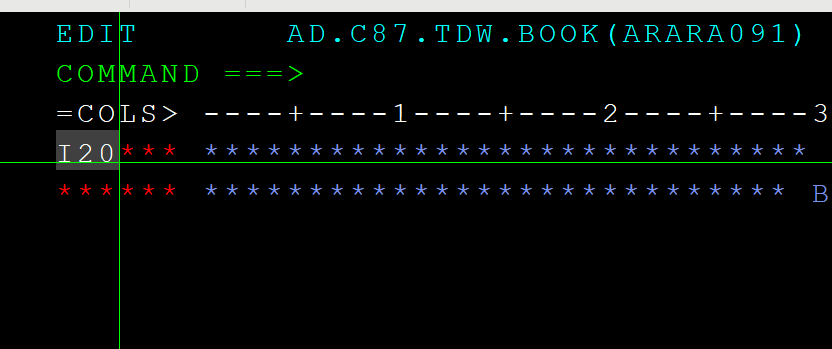 EDIT AD.C87.TDW.BOOK(ARARA091)
COMMAND ===>
=COLS> ----+----1----+----2----+----3
I20*** *****************************
****** **************************** B